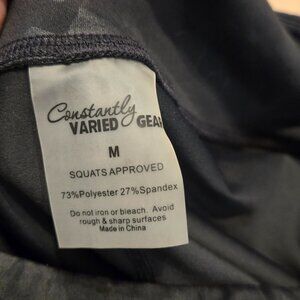 Constantly
VARIED GEAR
M
SQUATS APPROVED
73%Polyester 27%Spandex
Do not iron or bleach. Avoid
rough & sharp surfaces
Made in China